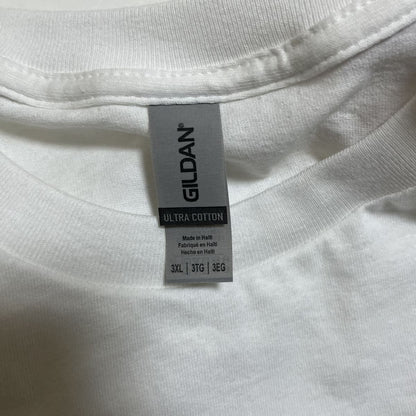 GILDAN®
ULTRA COTTON
Made in Haiti
Fabriqué en Haïti
Hecho en Haití
3XL | 3TG | 3EG